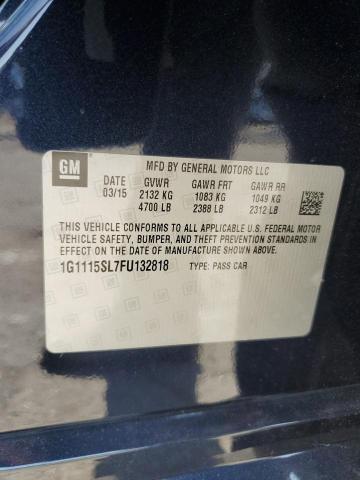 GM
MFD BY GENERAL MOTORS LLC
DATE GVWR GAWR FRT GAWR RR
03/15 2132 KG 1083 KG 1049 KG
4700 LB 2388 LB 2312 LB
THIS VEHICLE CONFORMS TO ALL APPLICABLE U.S. FEDERAL MOTOR
VEHICLE SAFETY, BUMPER, AND THEFT PREVENTION STANDARDS
IN EFFECT ON THE DATE OF MANUFACTURE SHOWN ABOVE.
1G1115SL7FU132818 TYPE: PASS CAR